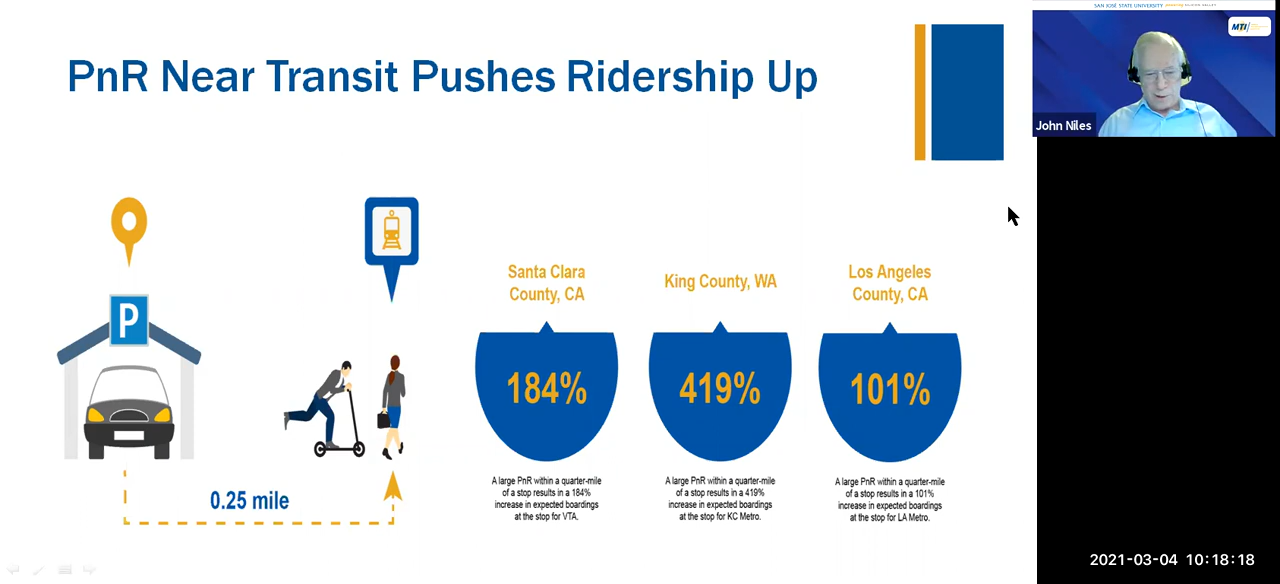 SAN JOSÉ STATE UNIVERSITY
PnR Near Transit Pushes Ridership Up
MTI
John Niles
P
0.25 mile
Santa Clara
County, CA
184%
A large PnR within a quarter-mile
of a stop results in a 184%
increase in expected boardings
at the stop for VTA.
King County, WA
419%
A large PnR within a quarter-mile
of a stop results in a 419%
increase in expected boardings
at the stop for KC Metro.
Los Angeles
County, CA
101%
A large PnR within a quarter-mile
of a stop results in a 101%
increase in expected boardings
at the stop for LA Metro.
2021-03-04 10:18:18